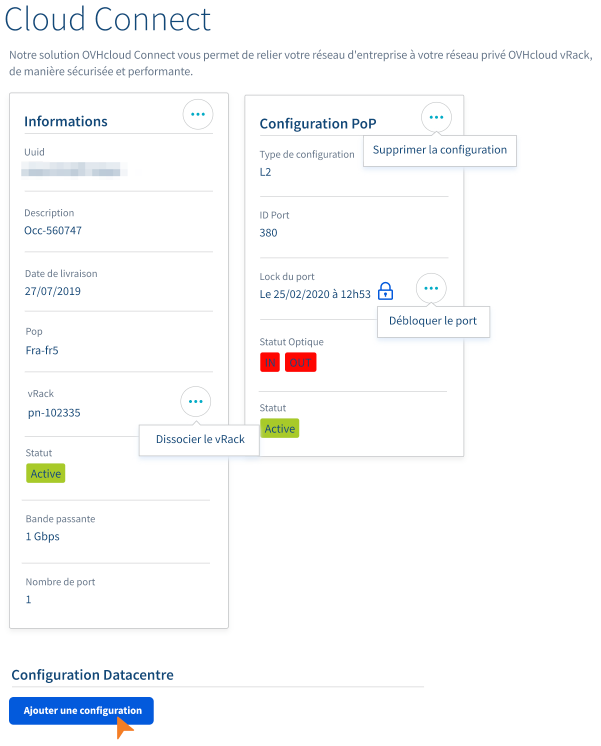 Cloud Connect
Notre solution OVHcloud Connect vous permet de relier votre réseau d'entreprise à votre réseau privé OVHcloud vRack,
de manière sécurisée et performante.
Informations
Uuid
Description
Occ-560747
Date de livraison
27/07/2019
Pop
Fra-fr5
vRack
pn-102335
Dissocier le vRack
Statut
Active
Bande passante
1 Gbps
Nombre de port
1
Configuration PoP
Supprimer la configuration
Type de configuration
L2
ID Port
380
Lock du port
Le 25/02/2020 à 12h53
Débloquer le port
Statut Optique
IN OUT
Statut
Active
Configuration Datacentre
Ajouter une configuration